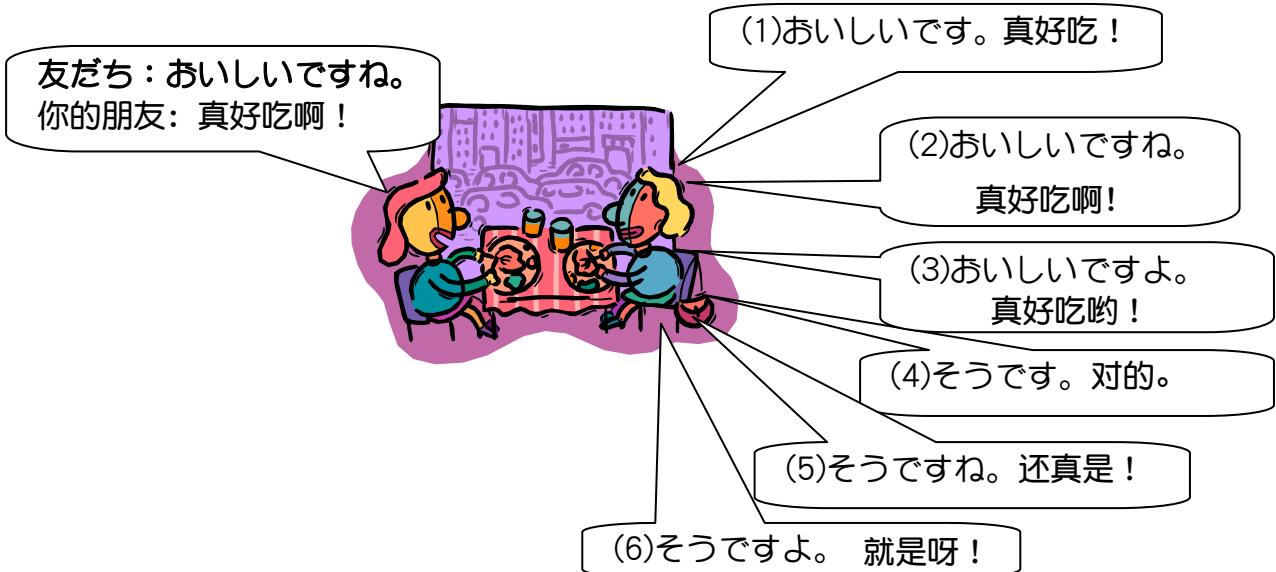 友だち：おいしいですね。
你的朋友：真好吃啊！
(1)おいしいです。真好吃！
(2)おいしいですね。
真好吃啊！
(3)おいしいですよ。
真好吃哟！
(4)そうです。对的。
(5)そうですね。还真是！
(6)そうですよ。 就是呀！